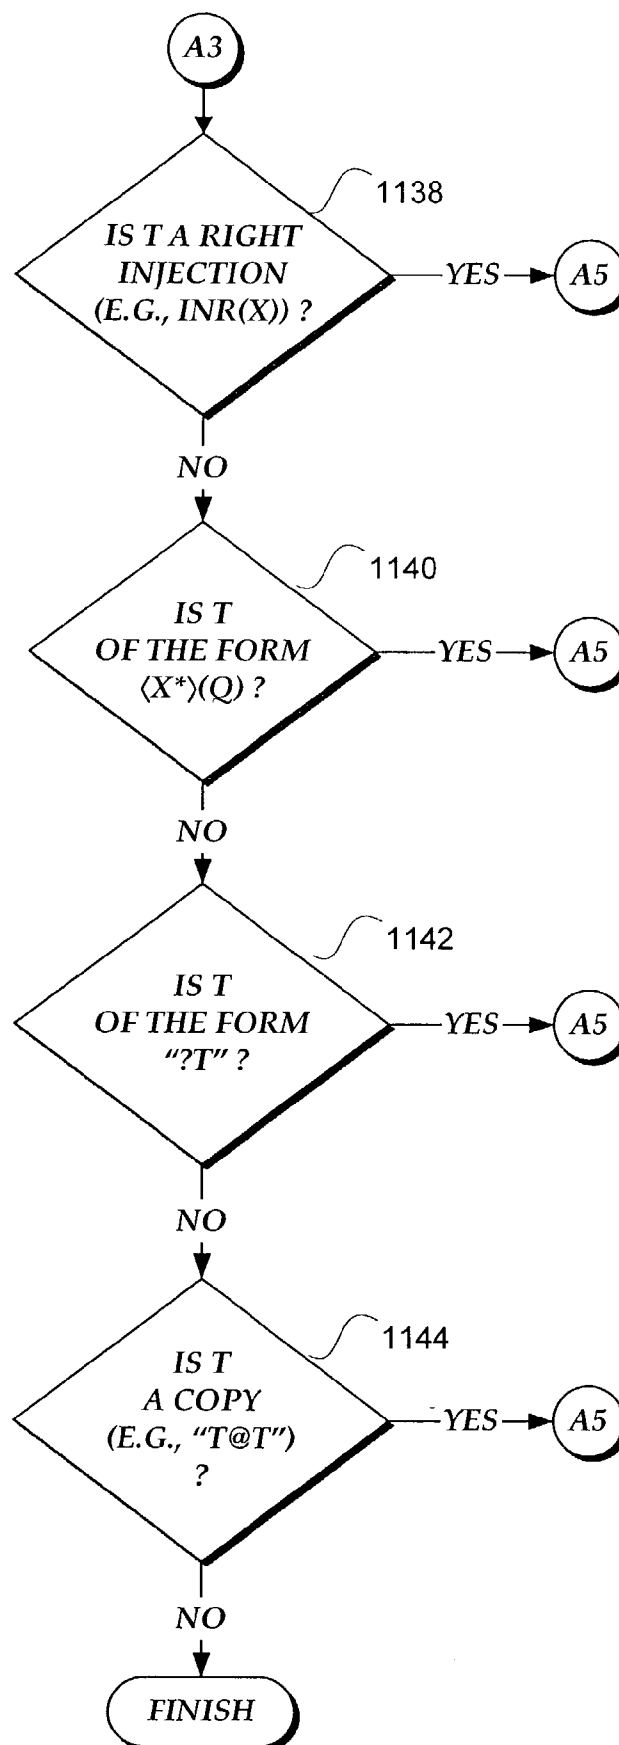 A3
1138
IS T A RIGHT
INJECTION
(E.G., INR(X)) ?
YES
A5
NO
1140
IS T
OF THE FORM
⟨X*⟩(Q) ?
YES
A5
NO
1142
IS T
OF THE FORM
“?T” ?
YES
A5
NO
1144
IS T
A COPY
(E.G., “T@T”)
?
YES
A5
NO
FINISH